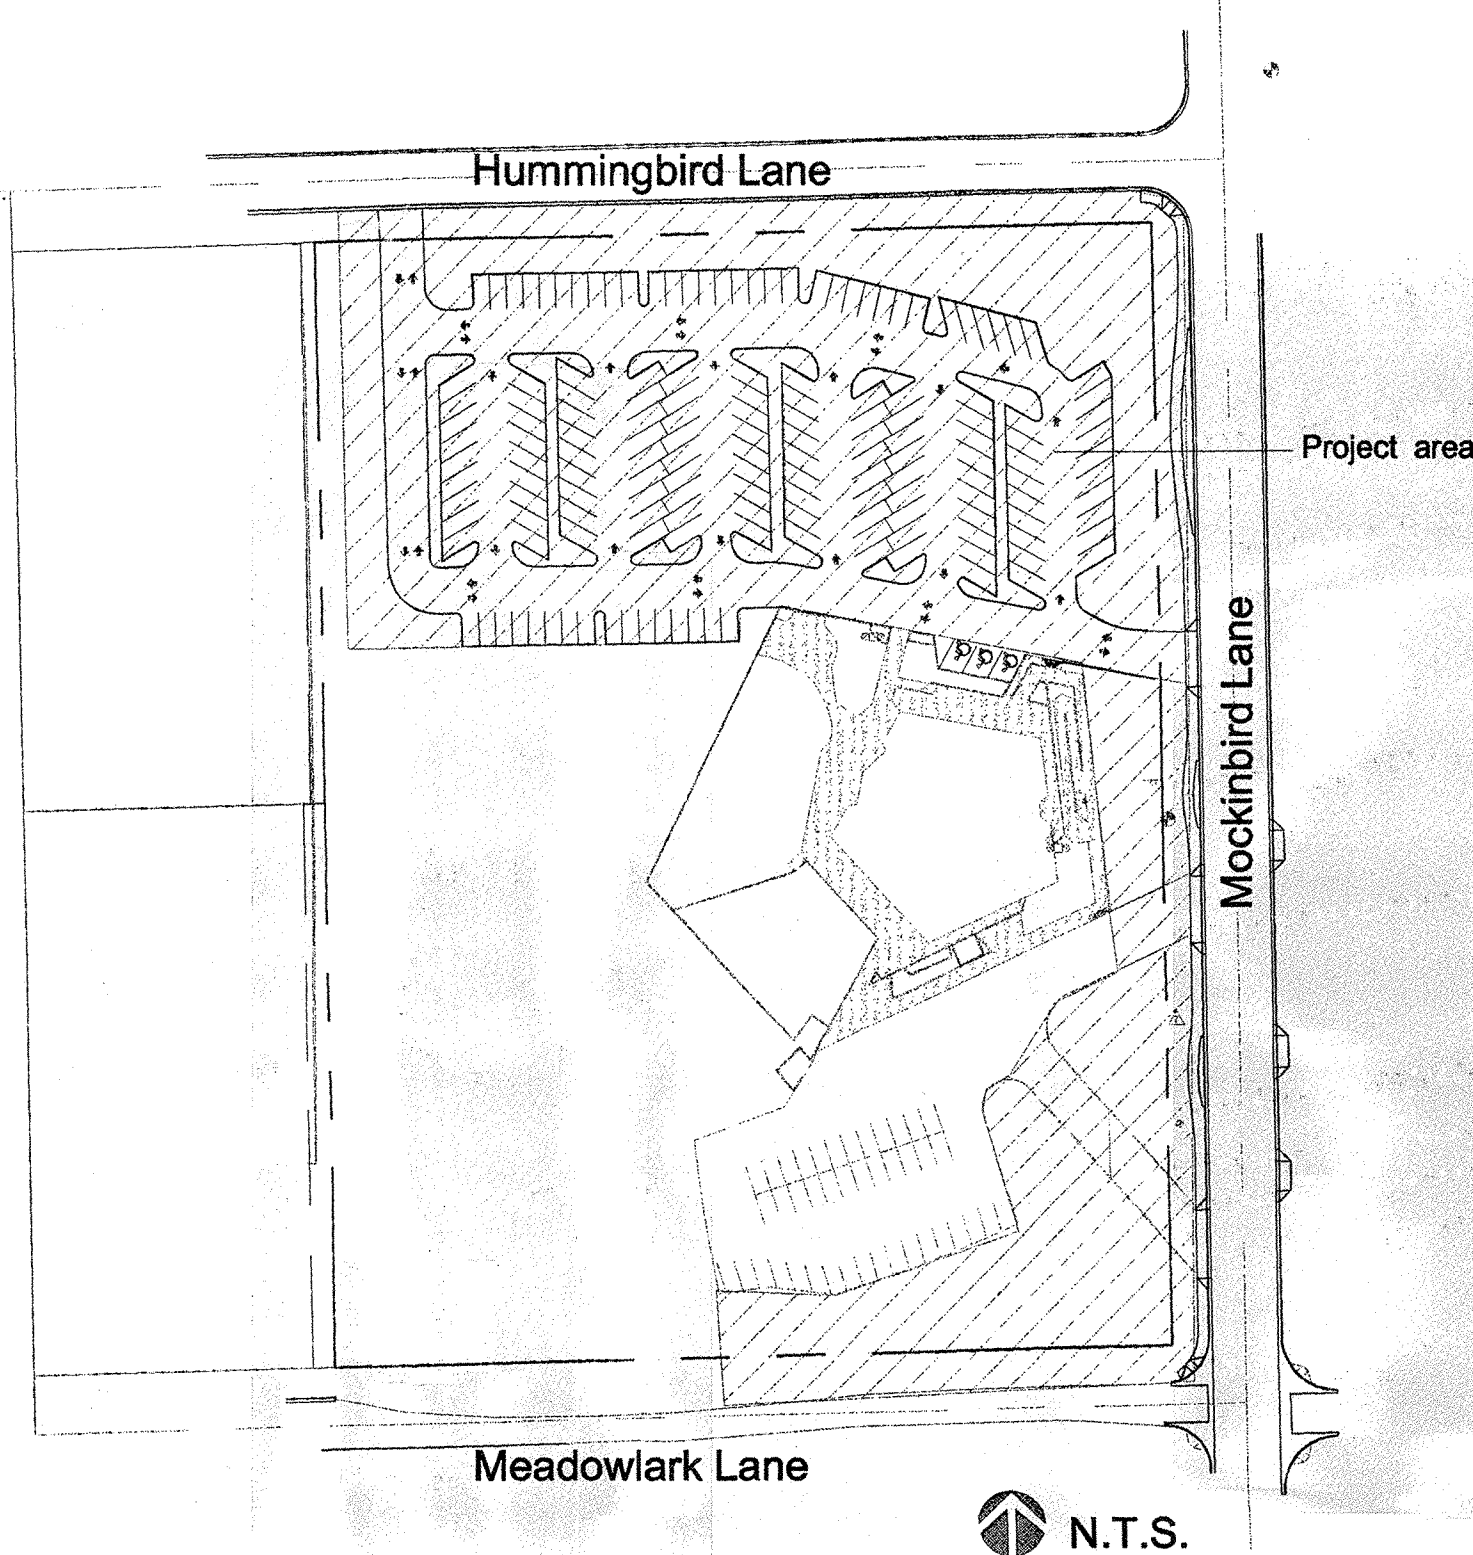 Hummingbird Lane
Project area
Mockinbird Lane
Meadowlark Lane
N.T.S.